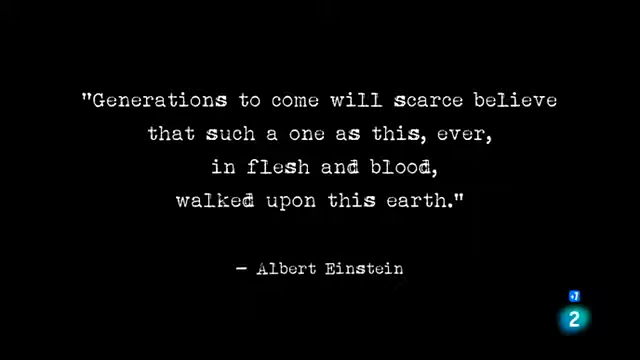 "Generations to come will scarce believe
that such a one as this, ever,
in flesh and blood,
walked upon this earth."
— Albert Einstein
+7
2